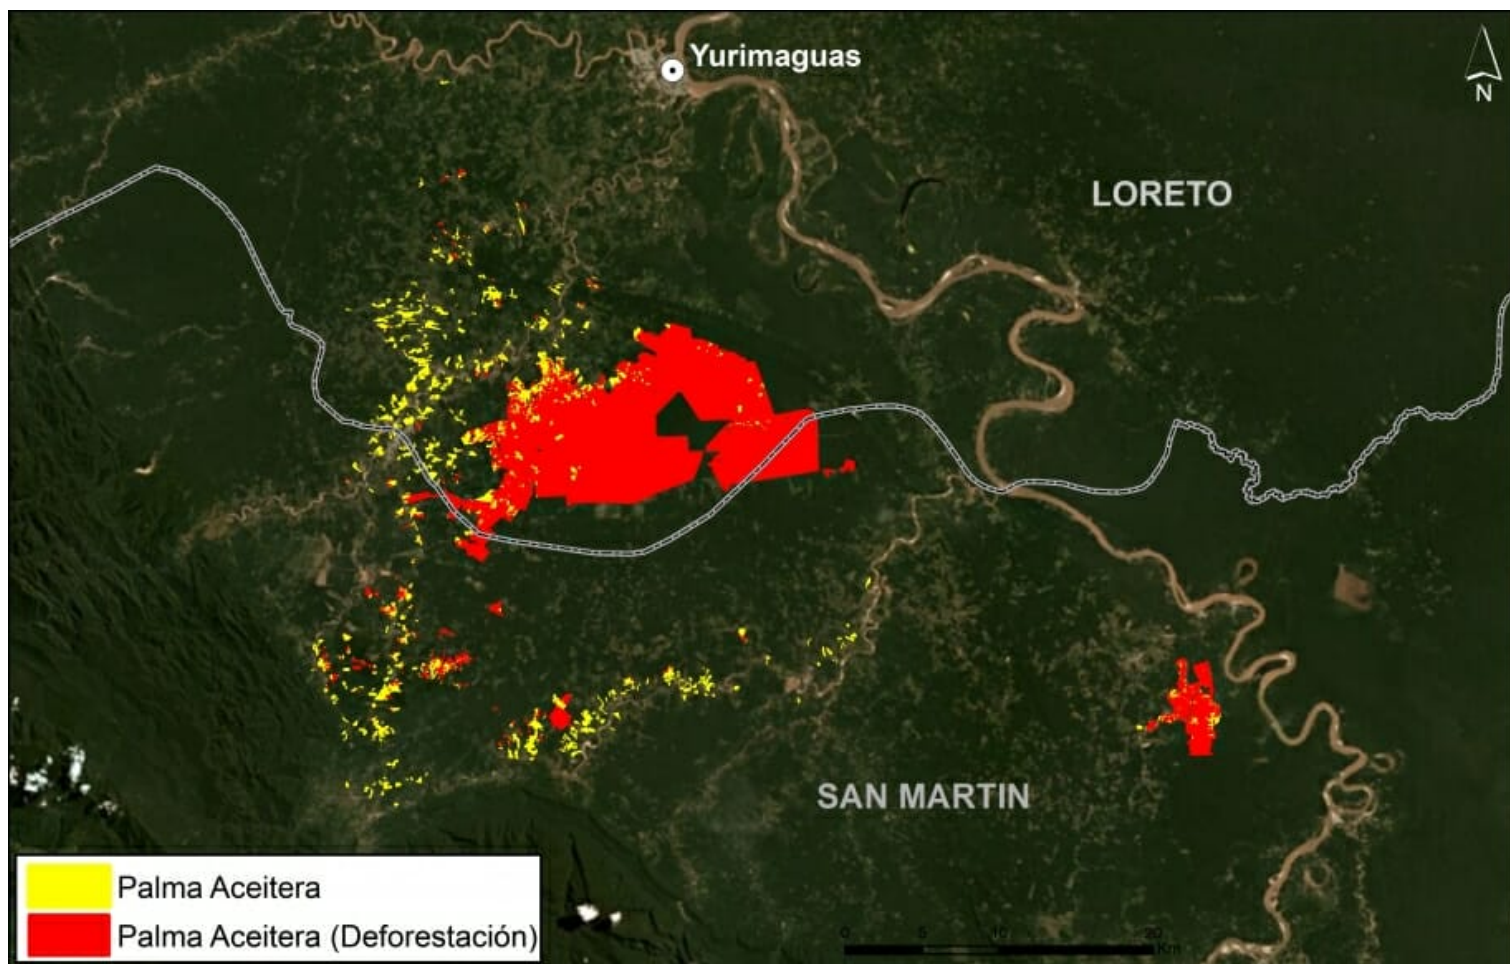 Yurimaguas
N
LORETO
SAN MARTIN
Palma Aceitera
Palma Aceitera (Deforestación)
0 5 10 20
Km